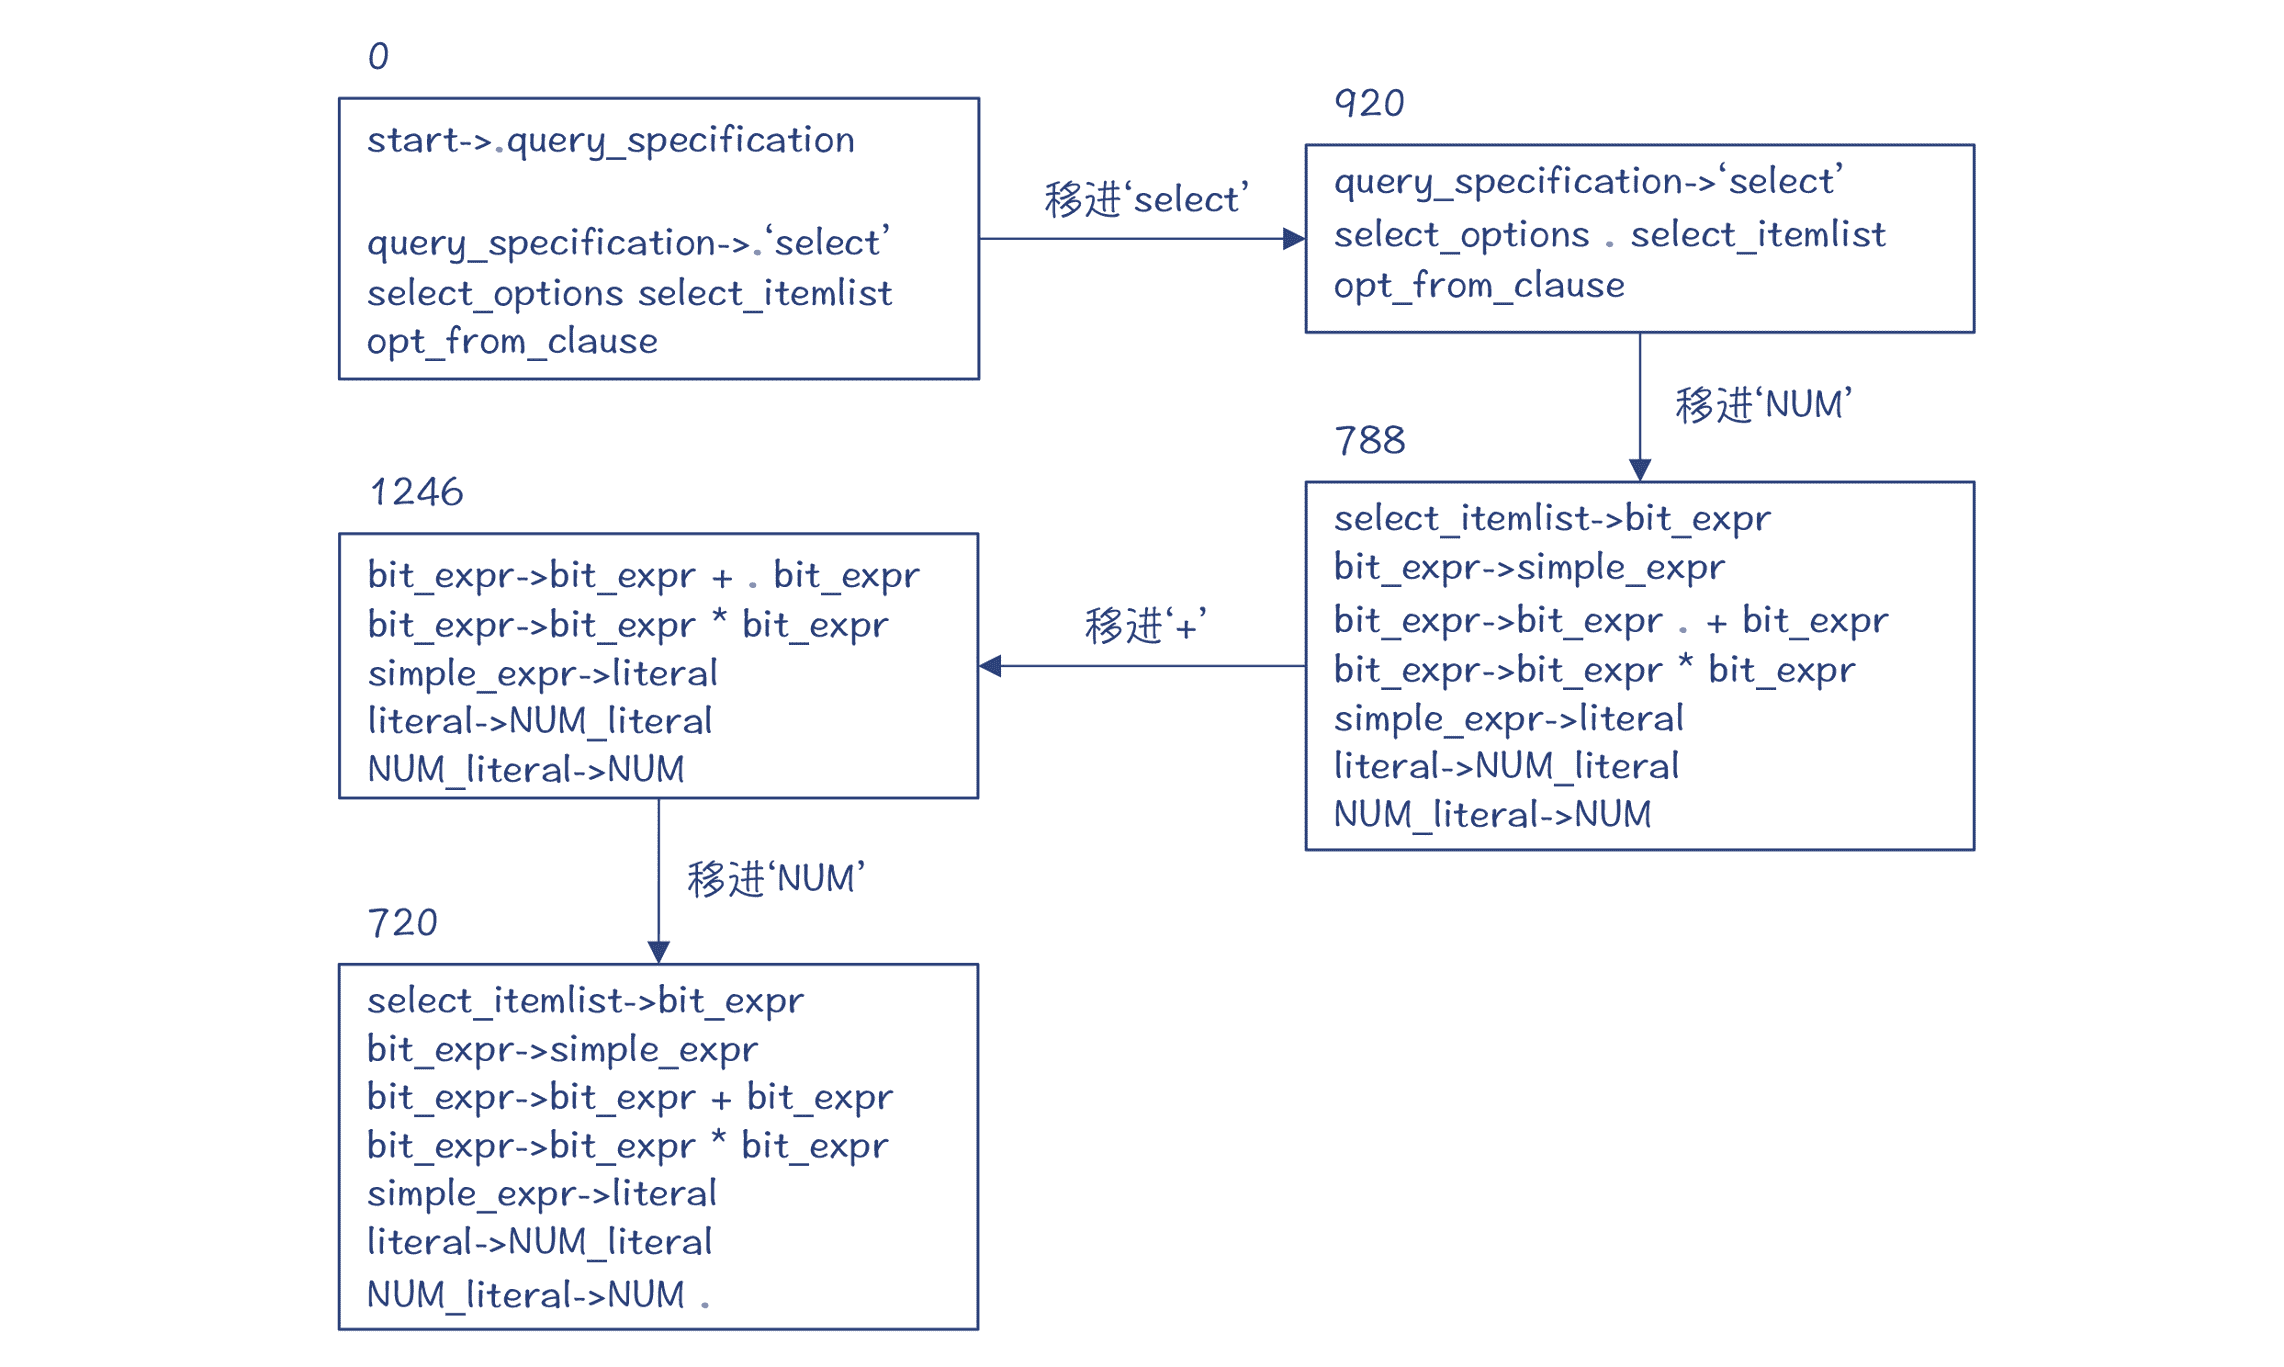 0
start->.query_specification
query_specification->.‘select’
select_options select_itemlist
opt_from_clause
移进‘select’
920
query_specification->‘select’
select_options . select_itemlist
opt_from_clause
移进‘NUM’
788
select_itemlist->bit_expr
bit_expr->simple_expr
bit_expr->bit_expr . + bit_expr
bit_expr->bit_expr * bit_expr
simple_expr->literal
literal->NUM_literal
NUM_literal->NUM
移进‘+’
1246
bit_expr->bit_expr + . bit_expr
bit_expr->bit_expr * bit_expr
simple_expr->literal
literal->NUM_literal
NUM_literal->NUM
移进‘NUM’
720
select_itemlist->bit_expr
bit_expr->simple_expr
bit_expr->bit_expr + bit_expr
bit_expr->bit_expr * bit_expr
simple_expr->literal
literal->NUM_literal
NUM_literal->NUM .